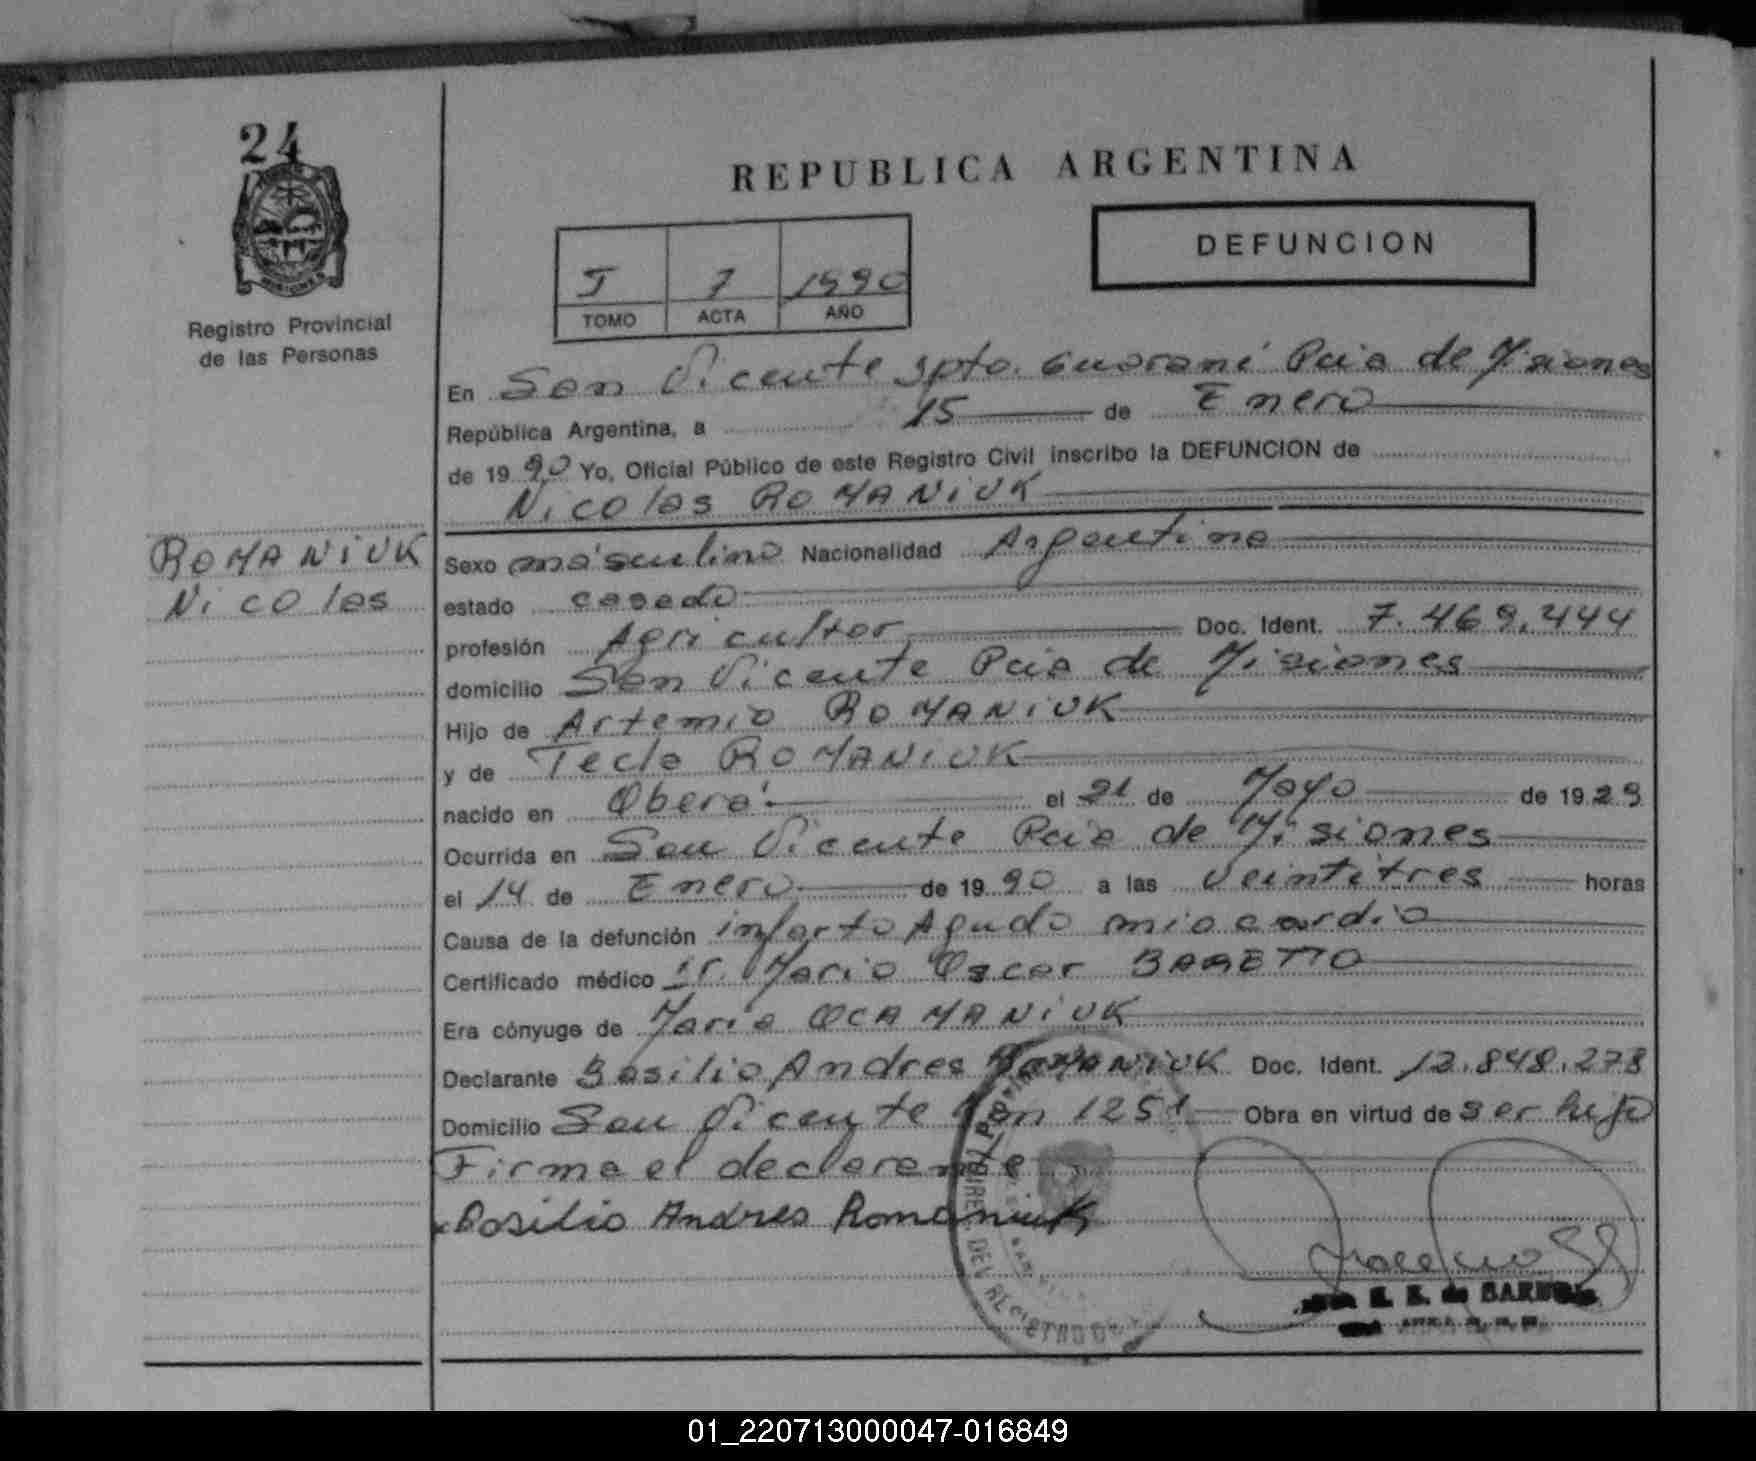 24
REPUBLICA ARGENTINA
DEFUNCION
I 7 1990
TOMO ACTA AÑO
MISIONES
Registro Provincial
de las Personas
En San Vicente Dpto. Guaraní Pcia de Misiones
República Argentina, a 15 de Enero
de 1990 Yo, Oficial Público de este Registro Civil inscribo la DEFUNCION de
Nicolas ROMANiUK
ROMANiUK
Nicolas
Sexo masculino Nacionalidad Argentina
estado casado
profesión Agricultor Doc. Ident. 7.469.444
domicilio San Vicente Pcia de Misiones
Hijo de Artemio ROMANiUK
y de Tecla ROMANiUK
nacido en Oberá el 21 de Mayo de 1929
Ocurrida en San Vicente Pcia de Misiones
el 14 de Enero de 1990 a las veintitres horas
Causa de la defunción infarto Agudo miocardio
Certificado médico Dr. Mario Oscar BARETTO
Era cónyuge de María OCAMANiUK
Declarante Basilio Andres ROMANiUK Doc. Ident. 12.848.278
Domicilio San Vicente Km 1251 Obra en virtud de ser hijo
Firma el declarante
Basilio Andres Romaniuk
01_220713000047-016849